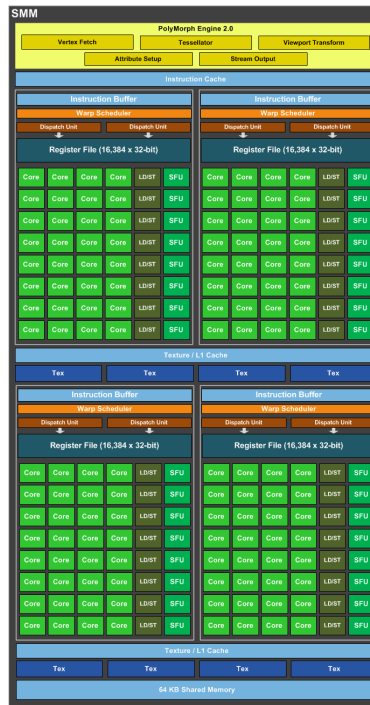 SMM
PolyMorph Engine 2.0
Vertex Fetch Tessellator Viewport Transform
Attribute Setup Stream Output
Instruction Cache
Instruction Buffer Instruction Buffer
Warp Scheduler Warp Scheduler
Dispatch Unit Dispatch Unit Dispatch Unit Dispatch Unit
Register File (16,384 x 32-bit) Register File (16,384 x 32-bit)
Core Core Core Core LD/ST SFU Core Core Core Core LD/ST SFU
Core Core Core Core LD/ST SFU Core Core Core Core LD/ST SFU
Core Core Core Core LD/ST SFU Core Core Core Core LD/ST SFU
Core Core Core Core LD/ST SFU Core Core Core Core LD/ST SFU
Core Core Core Core LD/ST SFU Core Core Core Core LD/ST SFU
Core Core Core Core LD/ST SFU Core Core Core Core LD/ST SFU
Core Core Core Core LD/ST SFU Core Core Core Core LD/ST SFU
Core Core Core Core LD/ST SFU Core Core Core Core LD/ST SFU
Texture / L1 Cache
Tex Tex Tex Tex
Instruction Buffer Instruction Buffer
Warp Scheduler Warp Scheduler
Dispatch Unit Dispatch Unit Dispatch Unit Dispatch Unit
Register File (16,384 x 32-bit) Register File (16,384 x 32-bit)
Core Core Core Core LD/ST SFU Core Core Core Core LD/ST SFU
Core Core Core Core LD/ST SFU Core Core Core Core LD/ST SFU
Core Core Core Core LD/ST SFU Core Core Core Core LD/ST SFU
Core Core Core Core LD/ST SFU Core Core Core Core LD/ST SFU
Core Core Core Core LD/ST SFU Core Core Core Core LD/ST SFU
Core Core Core Core LD/ST SFU Core Core Core Core LD/ST SFU
Core Core Core Core LD/ST SFU Core Core Core Core LD/ST SFU
Core Core Core Core LD/ST SFU Core Core Core Core LD/ST SFU
Texture / L1 Cache
Tex Tex Tex Tex
64 KB Shared Memory